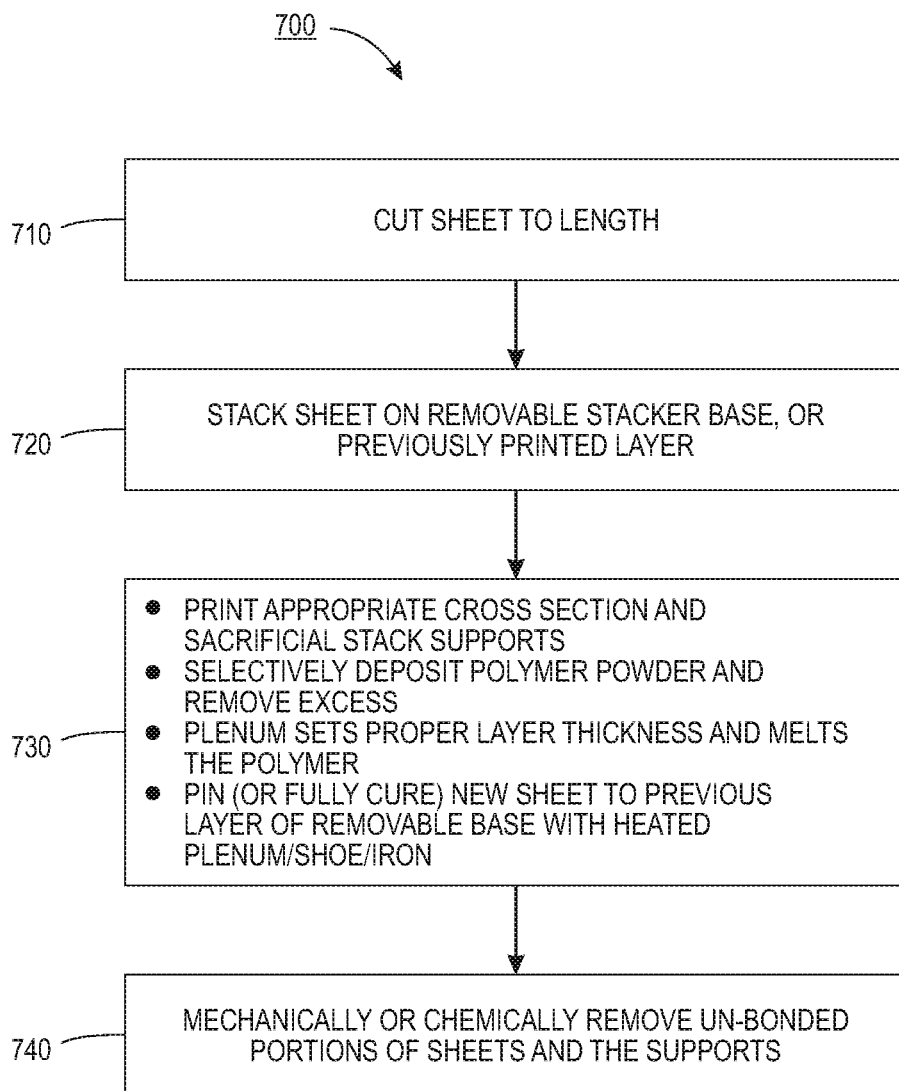 700
710
CUT SHEET TO LENGTH
720
STACK SHEET ON REMOVABLE STACKER BASE, OR
PREVIOUSLY PRINTED LAYER
730
● PRINT APPROPRIATE CROSS SECTION AND
SACRIFICIAL STACK SUPPORTS
● SELECTIVELY DEPOSIT POLYMER POWDER AND
REMOVE EXCESS
● PLENUM SETS PROPER LAYER THICKNESS AND MELTS
THE POLYMER
● PIN (OR FULLY CURE) NEW SHEET TO PREVIOUS
LAYER OF REMOVABLE BASE WITH HEATED
PLENUM/SHOE/IRON
740
MECHANICALLY OR CHEMICALLY REMOVE UN-BONDED
PORTIONS OF SHEETS AND THE SUPPORTS